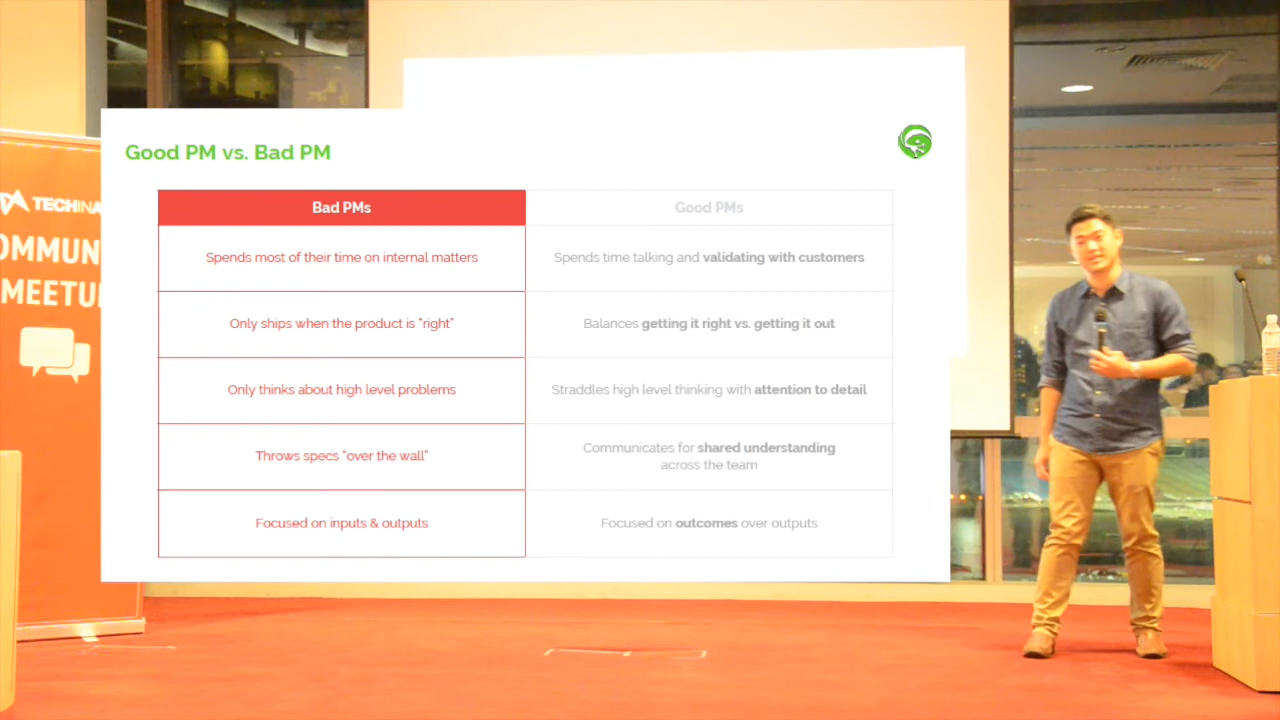 Good PM vs. Bad PM
Bad PMs
Good PMs
Spends most of their time on internal matters
Spends time talking and validating with customers
Only ships when the product is "right"
Balances getting it right vs. getting it out
Only thinks about high level problems
Straddles high level thinking with attention to detail
Throws specs "over the wall"
Communicates for shared understanding
across the team
Focused on inputs & outputs
Focused on outcomes over outputs
TECHINA
OMMUN
MEETU